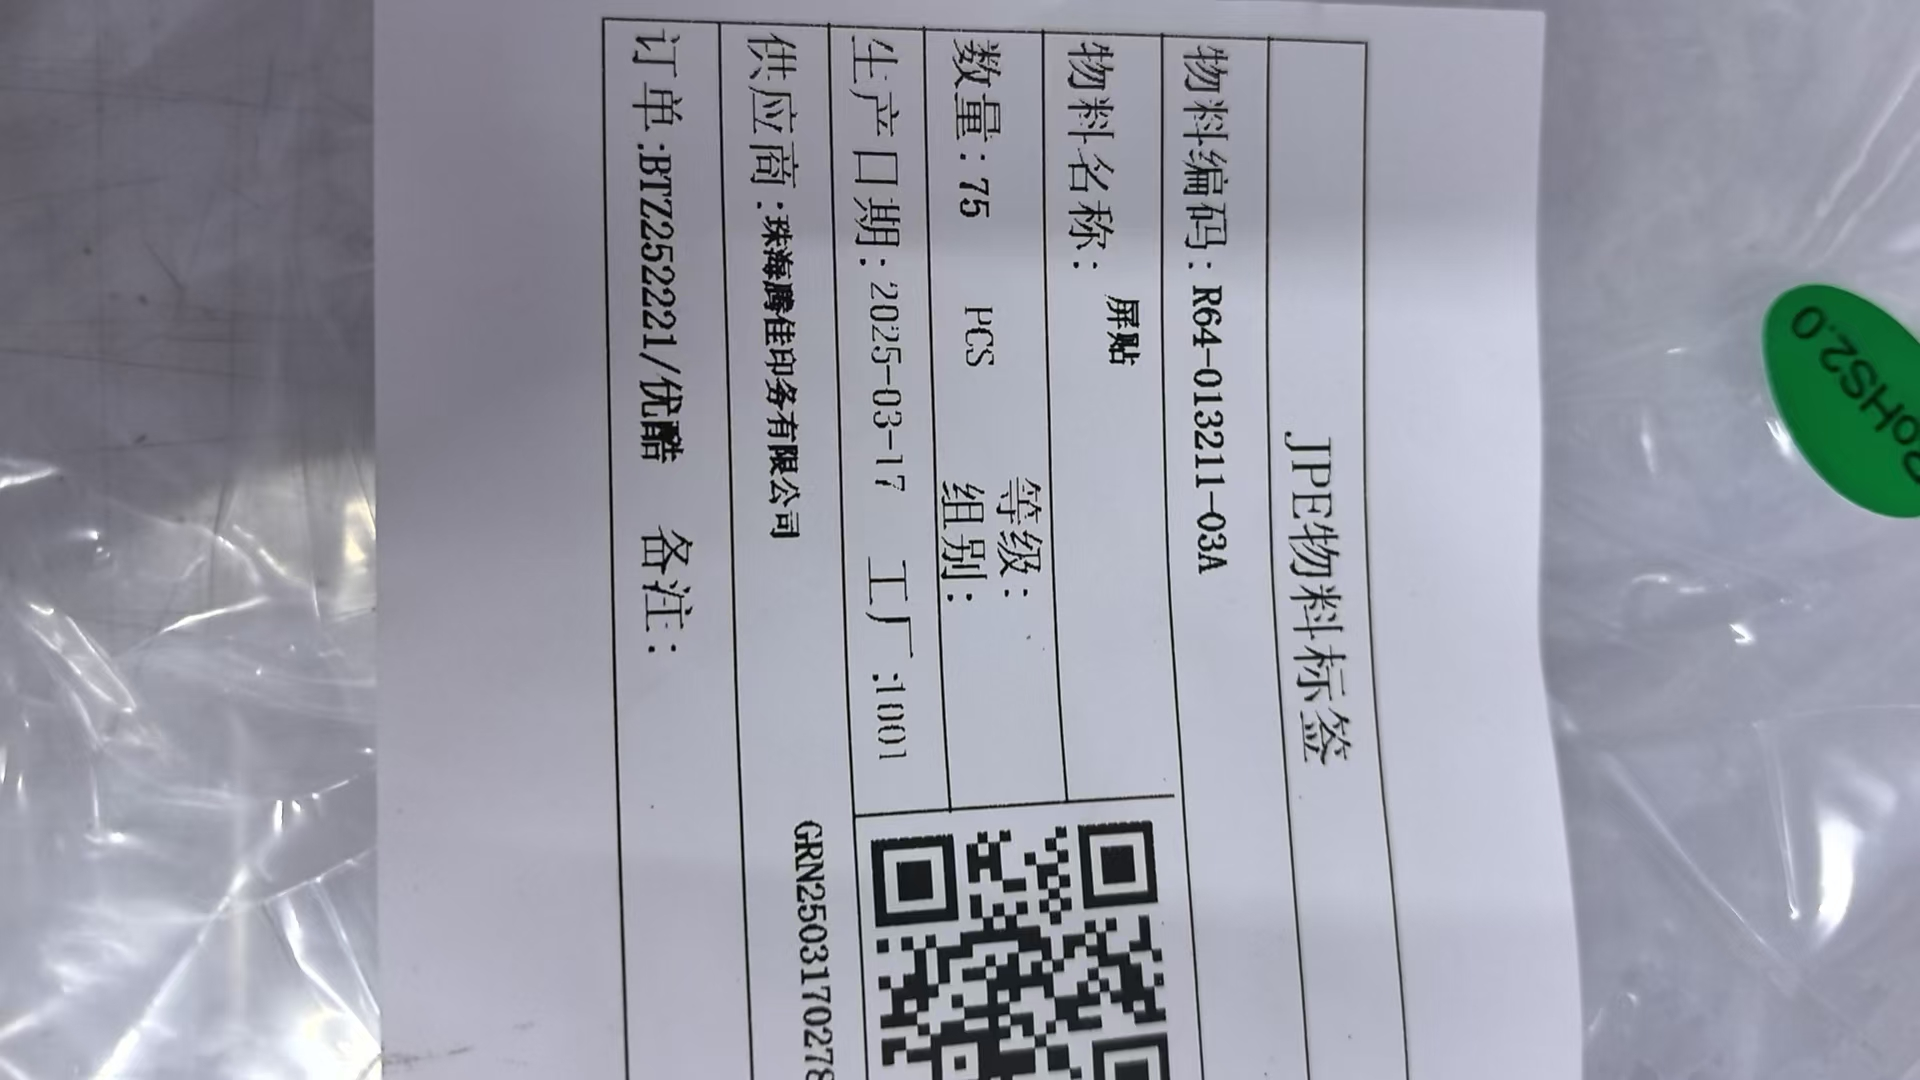 JPE物料标签
物料编码:R64-013211-03A
物料名称: 屏贴
数量:75 PCS 等级:
组别:
生产日期:2025-03-17 工厂:1001
供应商:珠海腾佳印务有限公司 GRN2503170278
订单:BTZ252221/优酷 备注:
RoHS2.0